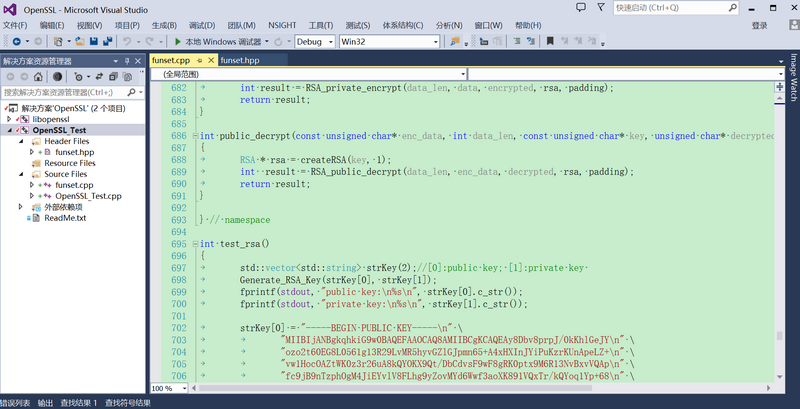 OpenSSL - Microsoft Visual Studio
快速启动 (Ctrl+Q)
文件(F) 编辑(E) 视图(V) 项目(P) 生成(B) 调试(D) 团队(M) NSIGHT 工具(T) 测试(S) 体系结构(C) 分析(N) 窗口(W) 帮助(H)
登录
本地 Windows 调试器 Debug Win32
解决方案资源管理器
搜索解决方案资源管理器(Ctrl+;)
解决方案'OpenSSL' (2 个项目)
libopenssl
OpenSSL_Test
Header Files
funset.hpp
Resource Files
Source Files
funset.cpp
OpenSSL_Test.cpp
外部依赖项
ReadMe.txt
funset.cpp funset.hpp
(全局范围)
682 int result = RSA_private_encrypt(data_len, data, encrypted, rsa, padding);
683 return result;
684 }
685
686 int public_decrypt(const unsigned char* enc_data, int data_len, const unsigned char* key, unsigned char* decrypted
687 {
688 RSA * rsa = createRSA(key, 1);
689 int  result = RSA_public_decrypt(data_len, enc_data, decrypted, rsa, padding);
690 return result;
691 }
692
693 } // namespace
694
695 int test_rsa()
696 {
697 std::vector<std::string> strKey(2);//[0]:public key; [1]:private key
698 Generate_RSA_Key(strKey[0], strKey[1]);
699 fprintf(stdout, "public key:\n%s\n", strKey[0].c_str());
700 fprintf(stdout, "private key:\n%s\n", strKey[1].c_str());
701
702 strKey[0] = "-----BEGIN PUBLIC KEY-----\n" \
703
704
705
706
100 %
Image Watch
错误列表 输出 查找结果 1 查找符号结果